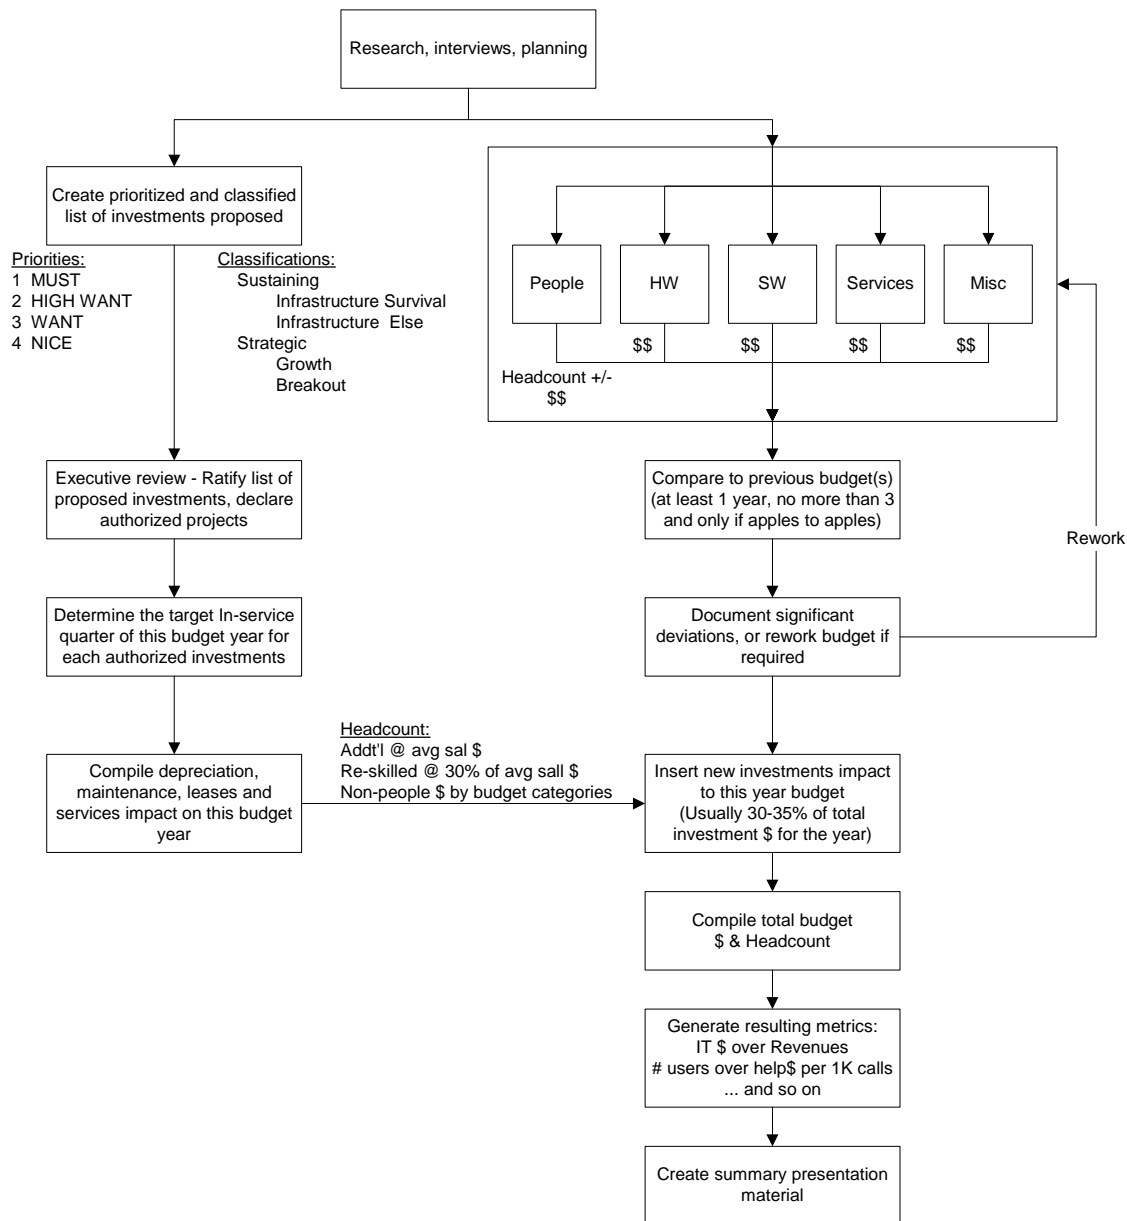 Research, interviews, planning
Create prioritized and classified
list of investments proposed
Priorities:
1 MUST
2 HIGH WANT
3 WANT
4 NICE
Classifications:
Sustaining
Infrastructure Survival
Infrastructure Else
Strategic
Growth
Breakout
People
HW
SW
Services
Misc
$$
$$
$$
$$
Headcount +/-
$$
Executive review - Ratify list of
proposed investments, declare
authorized projects
Compare to previous budget(s)
(at least 1 year, no more than 3
and only if apples to apples)
Rework
Determine the target In-service
quarter of this budget year for
each authorized investments
Document significant
deviations, or rework budget if
required
Compile depreciation,
maintenance, leases and
services impact on this budget
year
Headcount:
Addt'l @ avg sal $
Re-skilled @ 30% of avg sall $
Non-people $ by budget categories
Insert new investments impact
to this year budget
(Usually 30-35% of total
investment $ for the year)
Compile total budget
$ & Headcount
Generate resulting metrics:
IT $ over Revenues
# users over help$ per 1K calls
... and so on
Create summary presentation
material